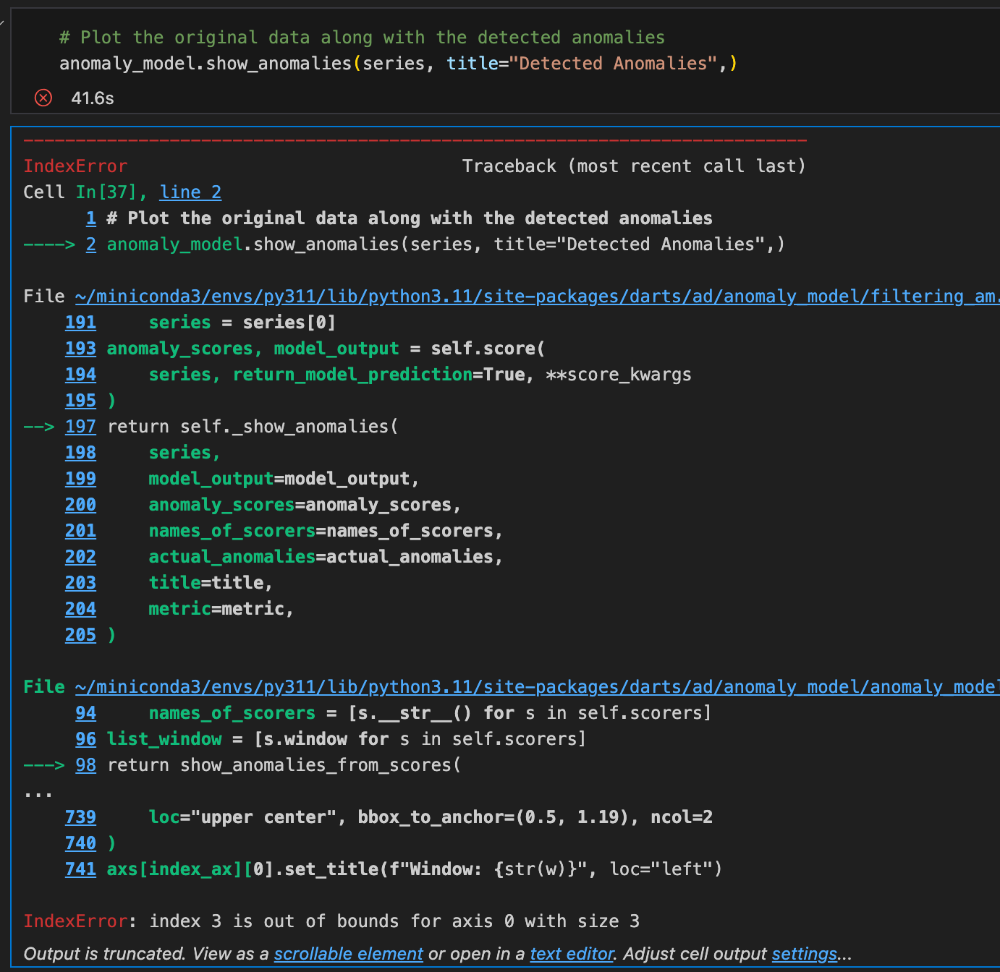 # Plot the original data along with the detected anomalies
anomaly_model.show_anomalies(series, title="Detected Anomalies",)
41.6s
---------------------------------------------------------------------------
IndexError                                Traceback (most recent call last)
Cell In[37], line 2
      1 # Plot the original data along with the detected anomalies
----> 2 anomaly_model.show_anomalies(series, title="Detected Anomalies",)
File ~/miniconda3/envs/py311/lib/python3.11/site-packages/darts/ad/anomaly_model/filtering_am.
    191     series = series[0]
    193 anomaly_scores, model_output = self.score(
    194     series, return_model_prediction=True, **score_kwargs
    195 )
--> 197 return self._show_anomalies(
    198     series,
    199     model_output=model_output,
    200     anomaly_scores=anomaly_scores,
    201     names_of_scorers=names_of_scorers,
    202     actual_anomalies=actual_anomalies,
    203     title=title,
    204     metric=metric,
    205 )
File ~/miniconda3/envs/py311/lib/python3.11/site-packages/darts/ad/anomaly_model/anomaly_model
     94     names_of_scorers = [s.__str__() for s in self.scorers]
     96 list_window = [s.window for s in self.scorers]
---> 98 return show_anomalies_from_scores(
...
    739     loc="upper center", bbox_to_anchor=(0.5, 1.19), ncol=2
    740 )
    741 axs[index_ax][0].set_title(f"Window: {str(w)}", loc="left")
IndexError: index 3 is out of bounds for axis 0 with size 3
Output is truncated. View as a scrollable element or open in a text editor. Adjust cell output settings...